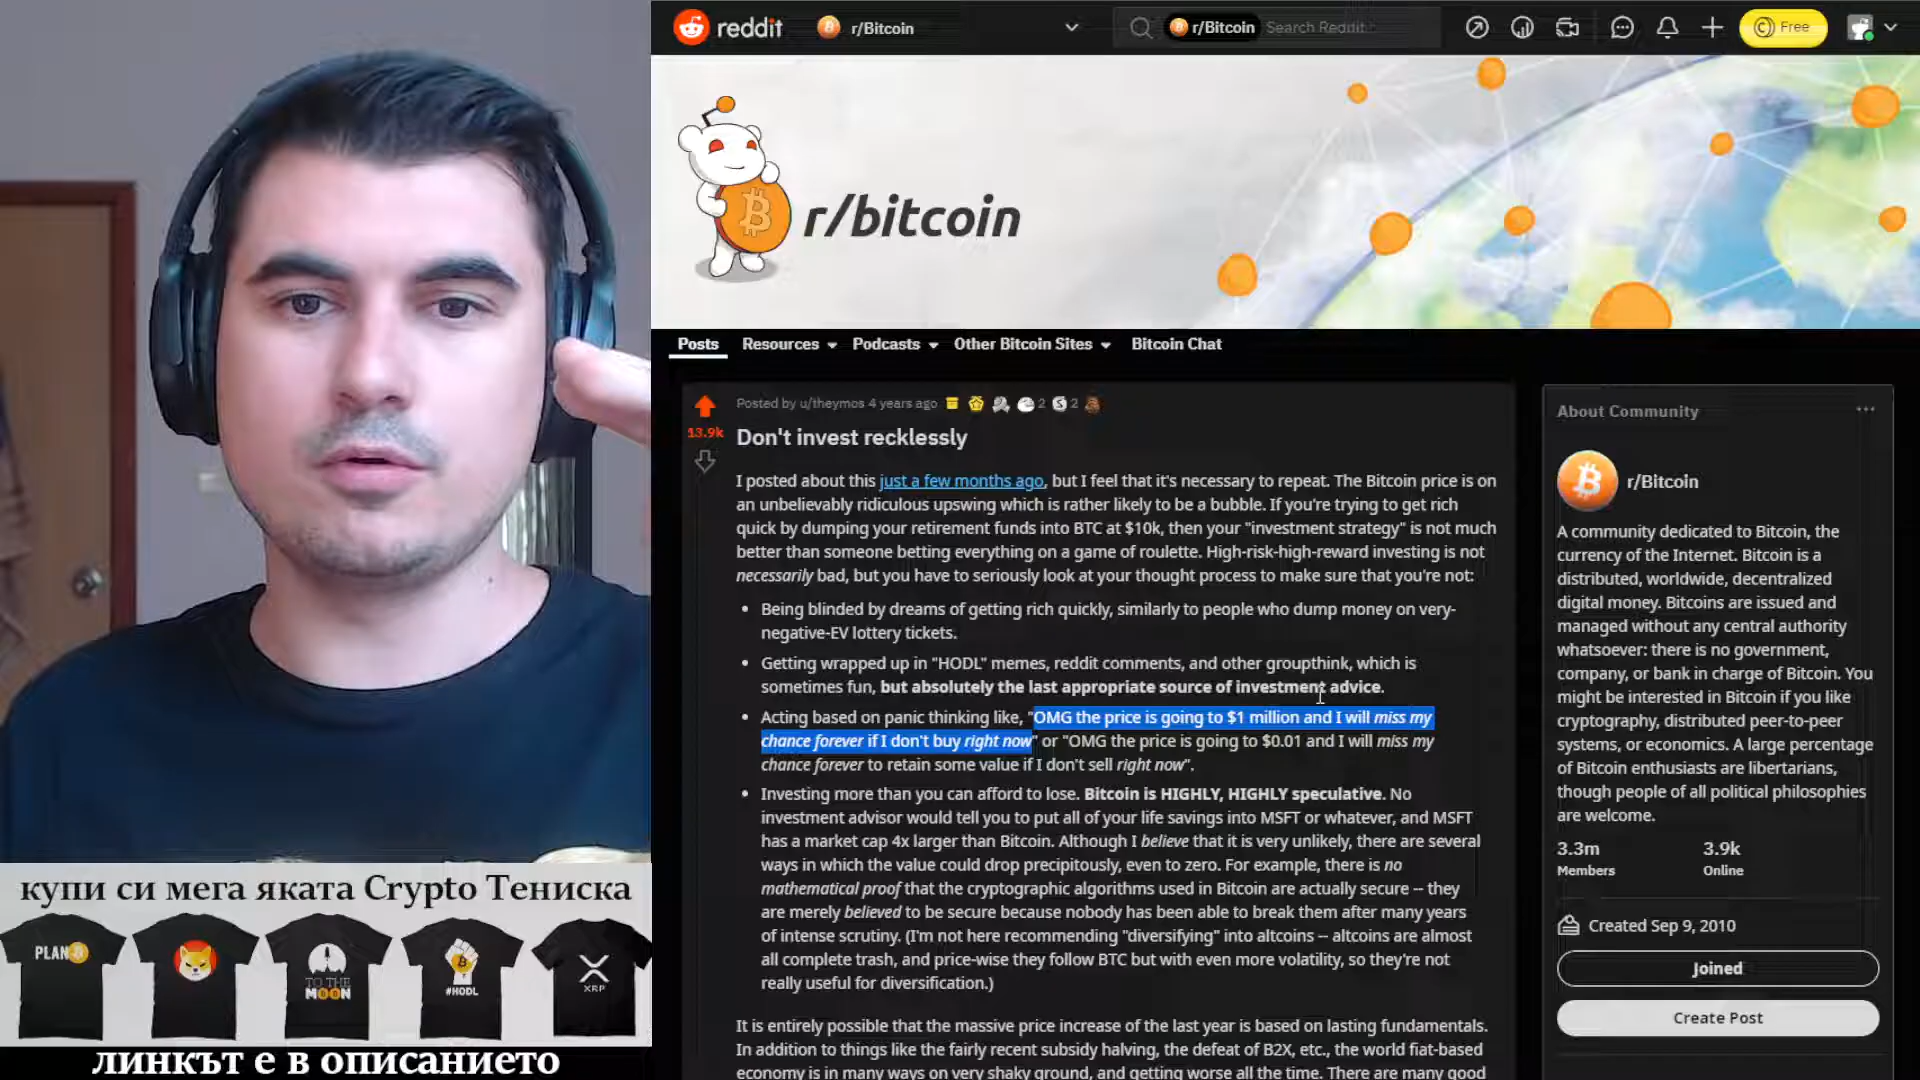 reddit
r/Bitcoin
r/Bitcoin Search Reddit
Free
r/bitcoin
Posts Resources Podcasts Other Bitcoin Sites Bitcoin Chat
13.9k
Posted by u/theymos 4 years ago 2 2
Don't invest recklessly
I posted about this just a few months ago, but I feel that it's necessary to repeat. The Bitcoin price is on
an unbelievably ridiculous upswing which is rather likely to be a bubble. If you're trying to get rich
quick by dumping your retirement funds into BTC at $10k, then your "investment strategy" is not much
better than someone betting everything on a game of roulette. High-risk-high-reward investing is not
necessarily bad, but you have to seriously look at your thought process to make sure that you're not:
• Being blinded by dreams of getting rich quickly, similarly to people who dump money on very-
negative-EV lottery tickets.
• Getting wrapped up in "HODL" memes, reddit comments, and other groupthink, which is
sometimes fun, but absolutely the last appropriate source of investment advice.
• Acting based on panic thinking like, "OMG the price is going to $1 million and I will miss my
chance forever if I don't buy right now" or "OMG the price is going to $0.01 and I will miss my
chance forever to retain some value if I don't sell right now".
• Investing more than you can afford to lose. Bitcoin is HIGHLY, HIGHLY speculative. No
investment advisor would tell you to put all of your life savings into MSFT or whatever, and MSFT
has a market cap 4x larger than Bitcoin. Although I believe that it is very unlikely, there are several
ways in which the value could drop precipitously, even to zero. For example, there is no
mathematical proof that the cryptographic algorithms used in Bitcoin are actually secure -- they
are merely believed to be secure because nobody has been able to break them after many years
of intense scrutiny. (I'm not here recommending "diversifying" into altcoins -- altcoins are almost
all complete trash, and price-wise they follow BTC but with even more volatility, so they're not
really useful for diversification.)
It is entirely possible that the massive price increase of the last year is based on lasting fundamentals.
In addition to things like the fairly recent subsidy halving, the defeat of B2X, etc., the world fiat-based
economy is in many ways on very shaky ground, and getting worse all the time. There are many good
About Community
r/Bitcoin
A community dedicated to Bitcoin, the
currency of the Internet. Bitcoin is a
distributed, worldwide, decentralized
digital money. Bitcoins are issued and
managed without any central authority
whatsoever: there is no government,
company, or bank in charge of Bitcoin. You
might be interested in Bitcoin if you like
cryptography, distributed peer-to-peer
systems, or economics. A large percentage
of Bitcoin enthusiasts are libertarians,
though people of all political philosophies
are welcome.
3.3m 3.9k
Members Online
Created Sep 9, 2010
Joined
Create Post
купи си мега яката Crypto Тениска
PLAN B
TO THE
MOON
#HODL
XRP
линкът е в описанието